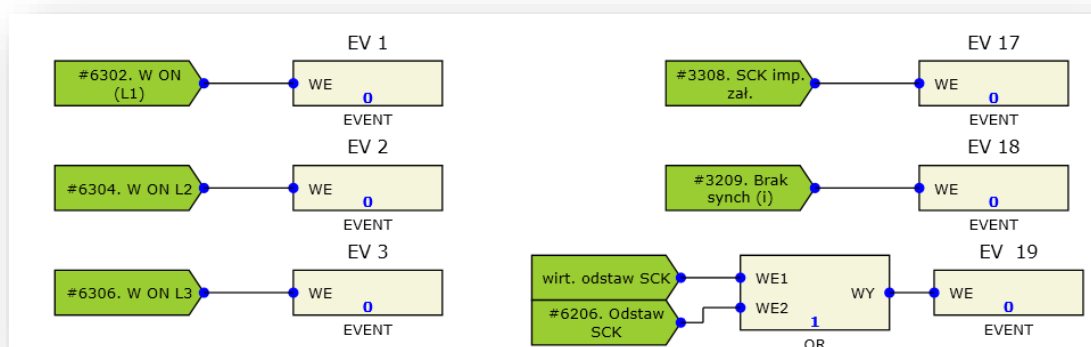 EV 1
#6302. W ON
(L1)
WE
0
EVENT
EV 2
#6304. W ON L2
WE
0
EVENT
EV 3
#6306. W ON L3
WE
0
EVENT
EV 17
#3308. SCK imp.
zał.
WE
0
EVENT
EV 18
#3209. Brak
synch (i)
WE
0
EVENT
EV 19
wirt. odstaw SCK
#6206. Odstaw
SCK
WE1
WE2
WY
1
OR
WE
0
EVENT